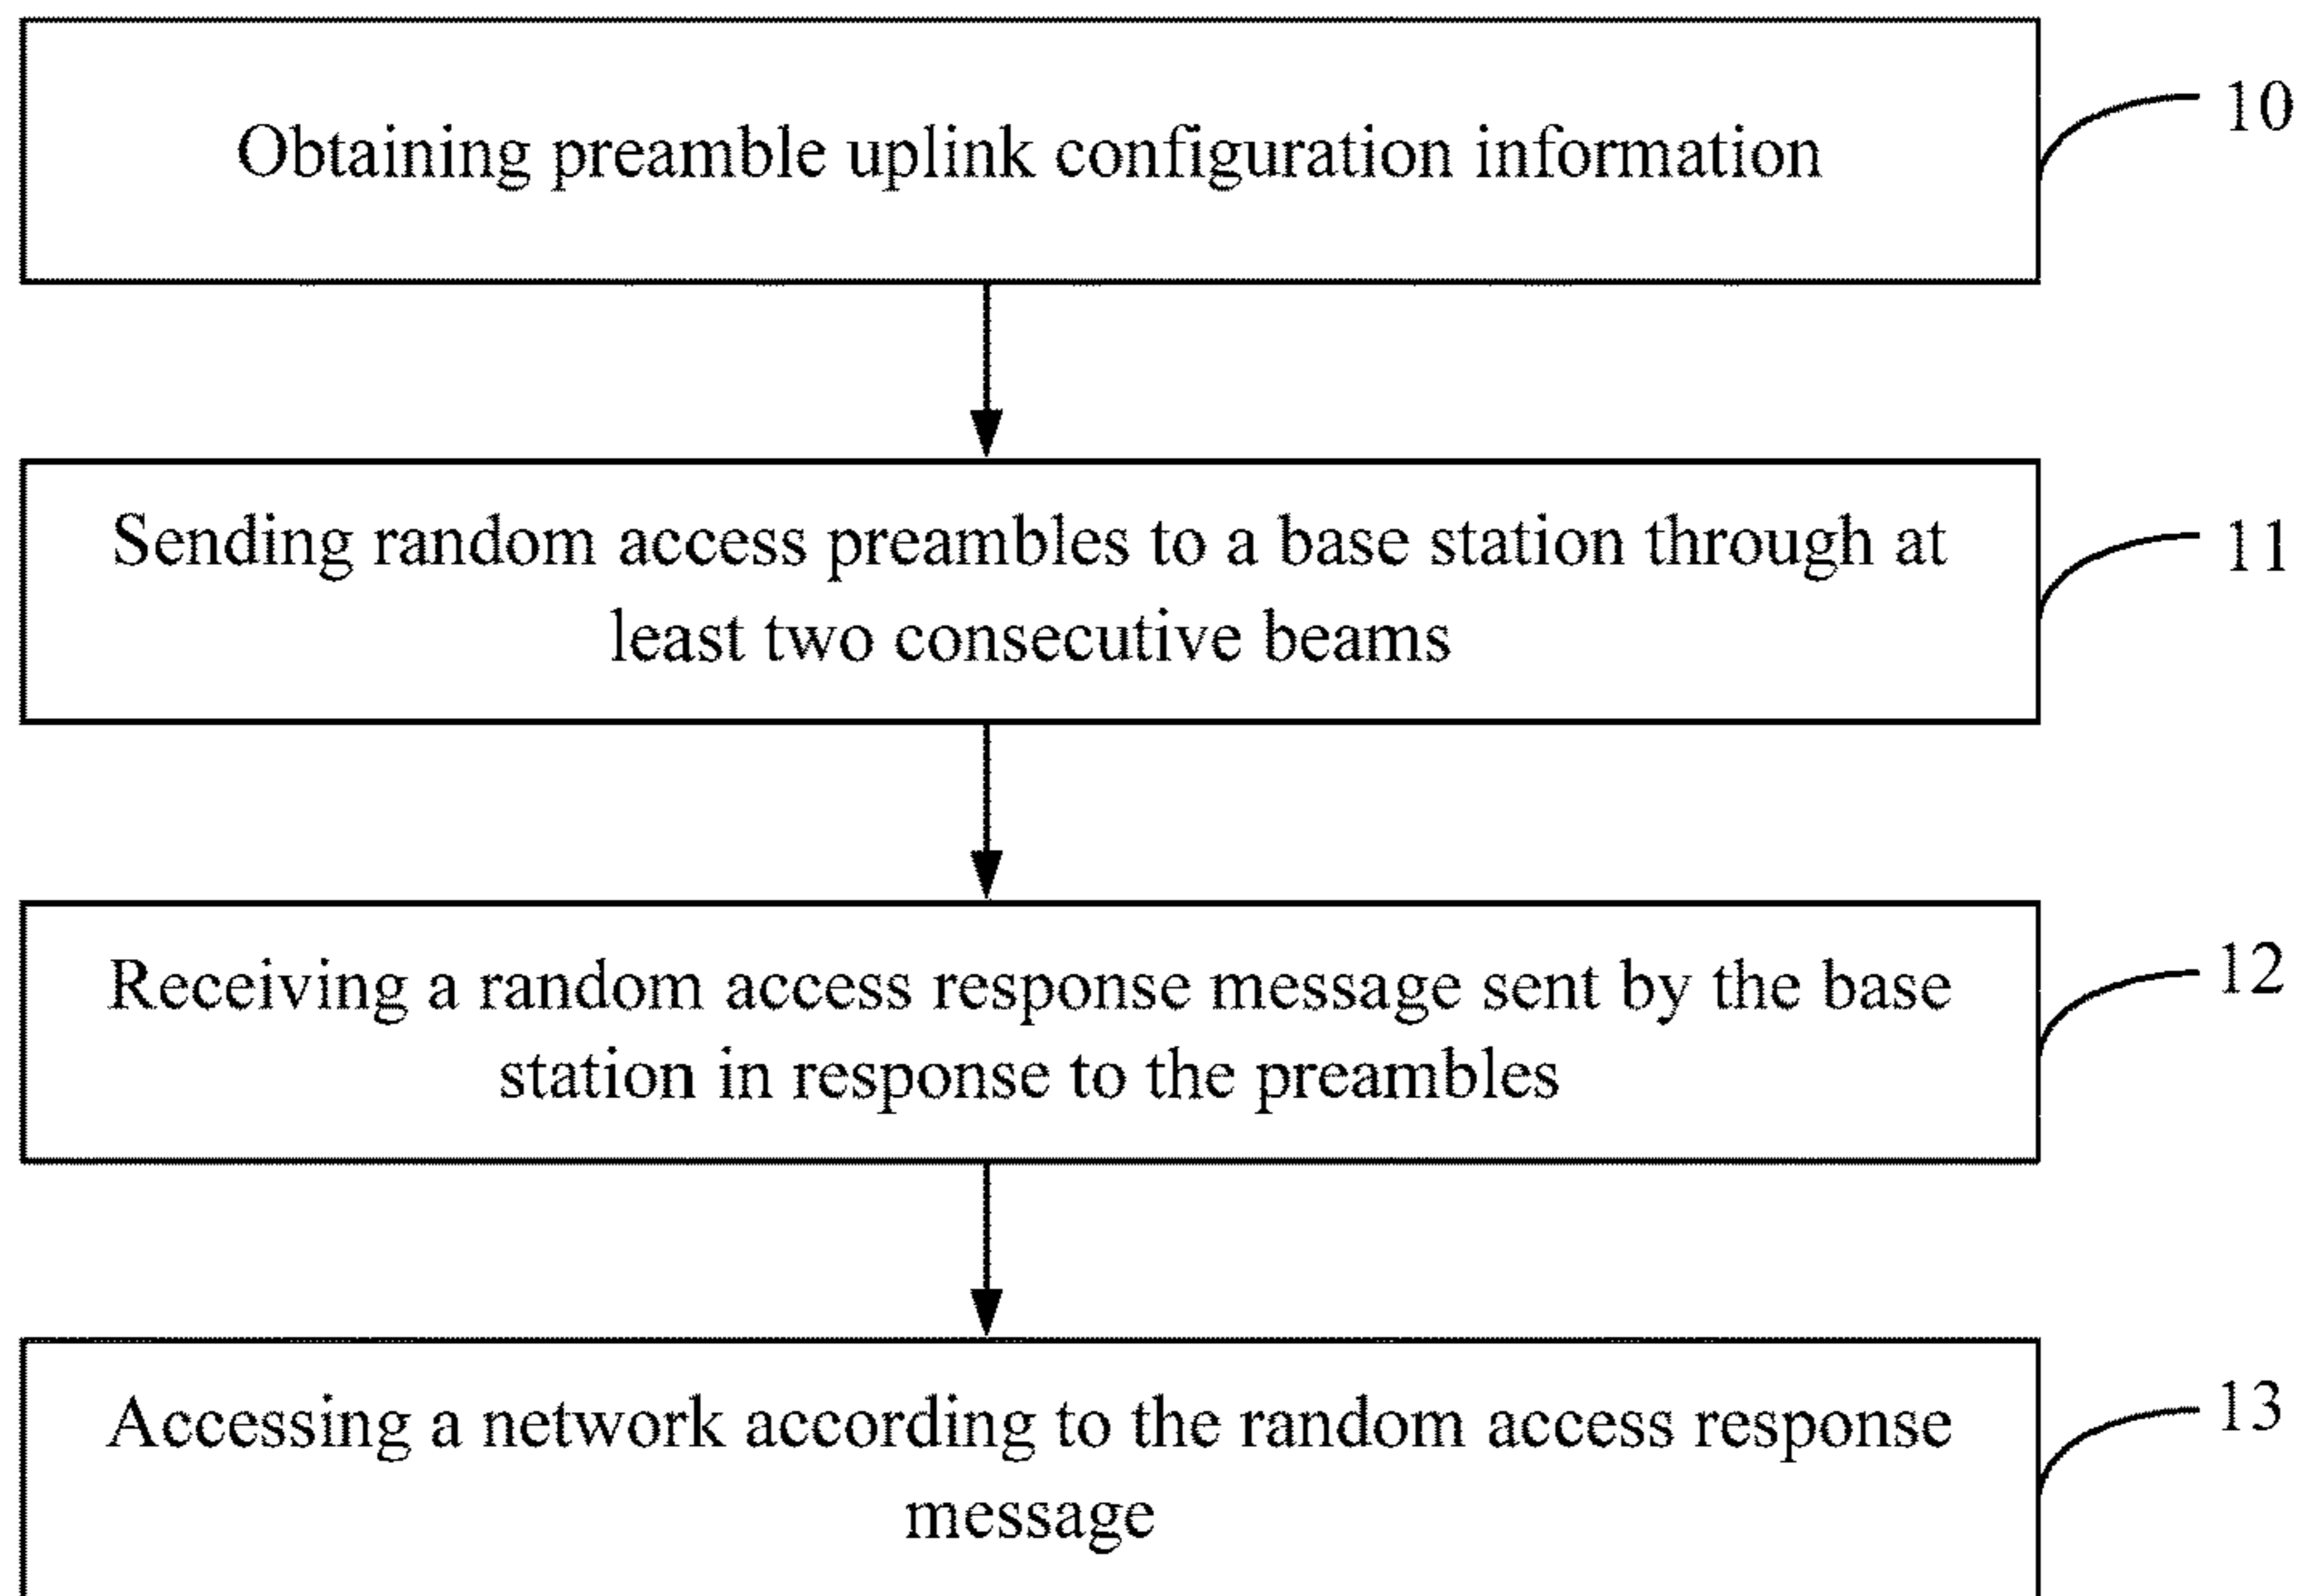 Obtaining preamble uplink configuration information
10
Sending random access preambles to a base station through at
least two consecutive beams
11
Receiving a random access response message sent by the base
station in response to the preambles
12
Accessing a network according to the random access response
message
13